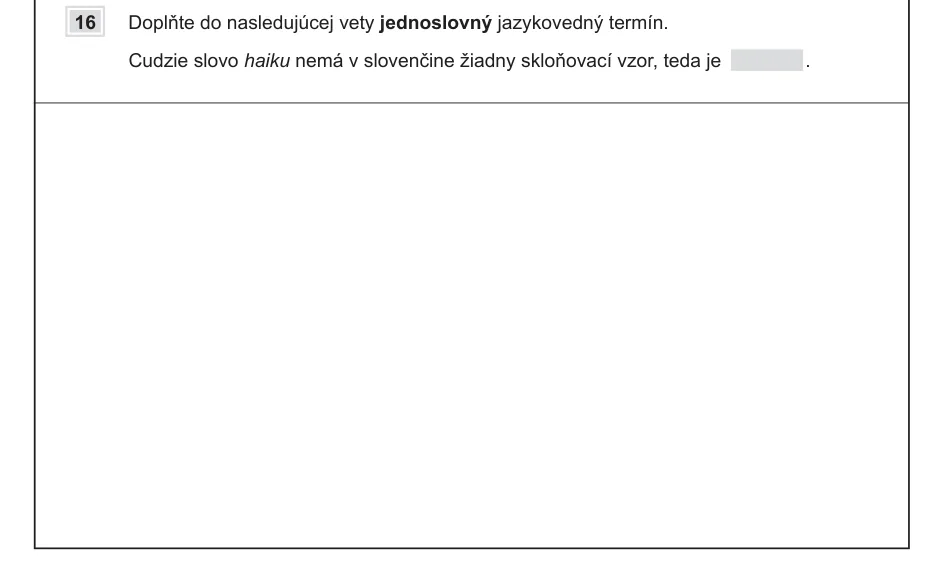 16 Doplňte do nasledujúcej vety jednoslovný jazykovedný termín.
Cudzie slovo haiku nemá v slovenčine žiadny skloňovací vzor, teda je .